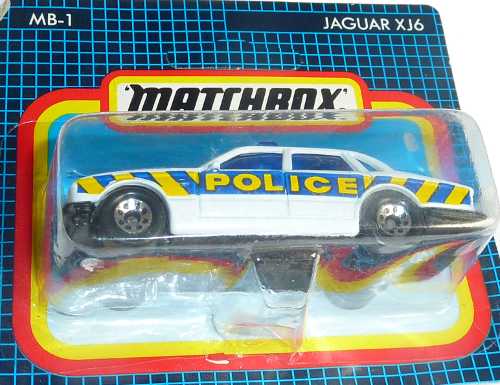 MB-1
JAGUAR XJ6
'MATCHBOX'
POLICE